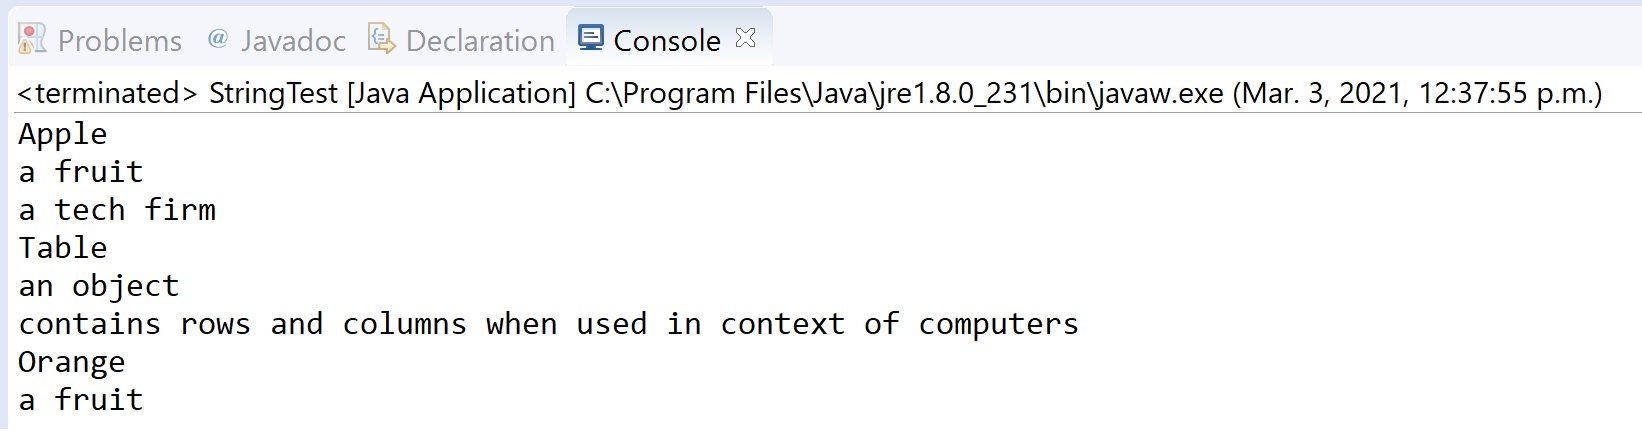 Problems @ Javadoc Declaration Console
<terminated> StringTest [Java Application] C:\Program Files\Java\jre1.8.0_231\bin\javaw.exe (Mar. 3, 2021, 12:37:55 p.m.)
Apple
a fruit
a tech firm
Table
an object
contains rows and columns when used in context of computers
Orange
a fruit